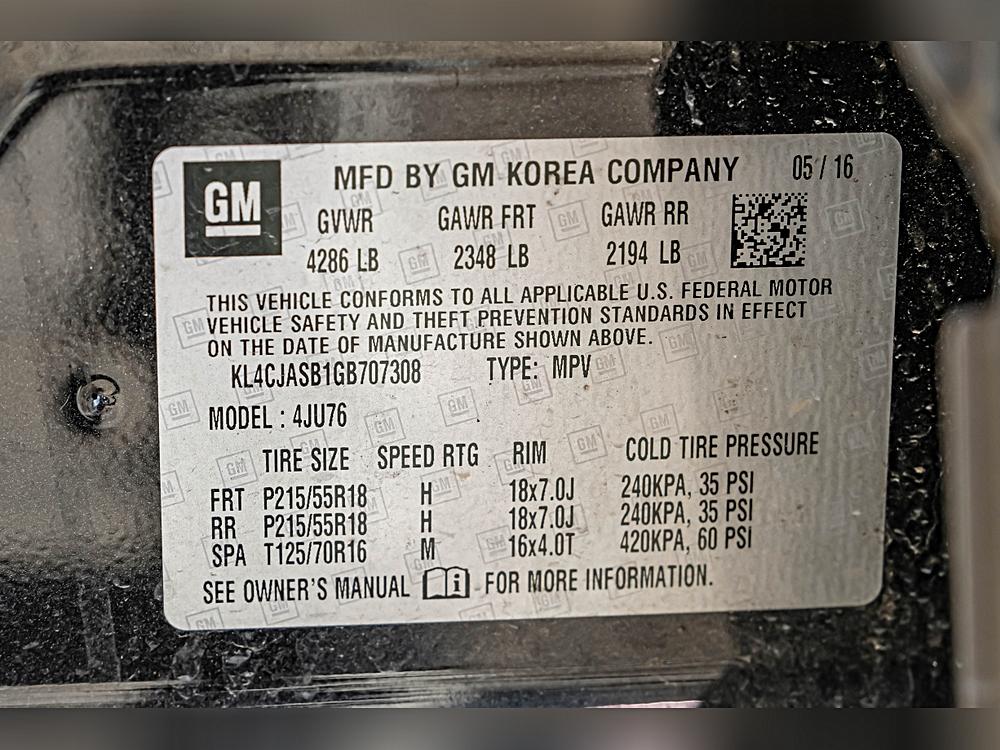 GM MFD BY GM KOREA COMPANY 05 / 16
GVWR GAWR FRT GAWR RR
4286 LB 2348 LB 2194 LB
THIS VEHICLE CONFORMS TO ALL APPLICABLE U.S. FEDERAL MOTOR
VEHICLE SAFETY AND THEFT PREVENTION STANDARDS IN EFFECT
ON THE DATE OF MANUFACTURE SHOWN ABOVE.
KL4CJASB1GB707308 TYPE: MPV
MODEL : 4JU76
TIRE SIZE SPEED RTG RIM COLD TIRE PRESSURE
FRT P215/55R18 H 18x7.0J 240KPA, 35 PSI
RR P215/55R18 H 18x7.0J 240KPA, 35 PSI
SPA T125/70R16 M 16x4.0T 420KPA, 60 PSI
SEE OWNER'S MANUAL i FOR MORE INFORMATION.